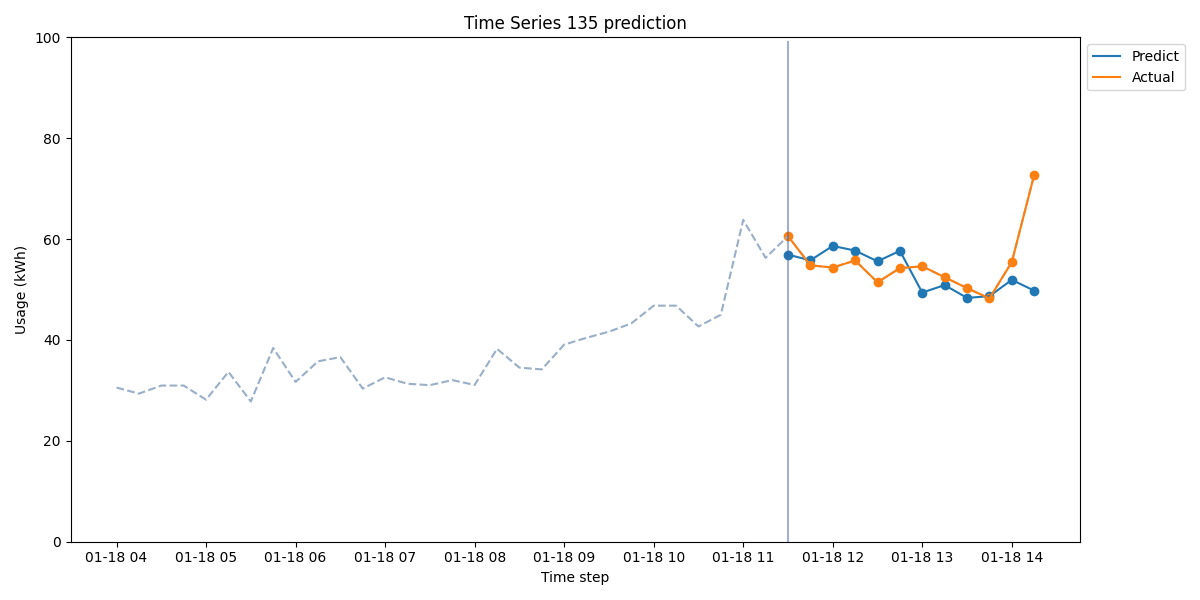 Time Series 135 prediction
100
80
60
40
20
0
Usage (kWh)
01-18 04 01-18 05 01-18 06 01-18 07 01-18 08 01-18 09 01-18 10 01-18 11 01-18 12 01-18 13 01-18 14
Time step
Predict
Actual